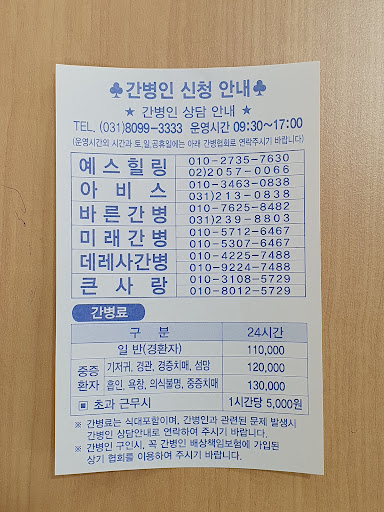 ♣간병인 신청 안내♣
★ 간병인 상담 안내 ★
TEL. (031)8099-3333 운영시간 09:30~17:00
(운영시간외 시간과 토,일,공휴일에는 아래 간병협회로 연락주시기 바랍니다)
예스힐링 010-2735-7630
02)2057-0066
아비스 010-3463-0838
031)213-0838
바른간병 010-7625-8482
031)239-8803
미래간병 010-5712-6467
010-5307-6467
데레사간병 010-4225-7488
010-9224-7488
큰사랑 010-3108-5729
010-8012-5729
간병료
구 분 24시간
일 반(경환자) 110,000
중증환자 기저귀, 경관, 경증치매, 섬망 120,000
흡인, 욕창, 의식불명, 중증치매 130,000
▣ 초과 근무시 1시간당 5,000원
※ 간병료는 식대포함이며, 간병인과 관련된 문제 발생시
간병인 상담안내로 연락하여 주시기 바랍니다.
※ 간병인 구인시, 꼭 간병인 배상책임보험에 가입된
상기 협회를 이용하여 주시기 바랍니다.